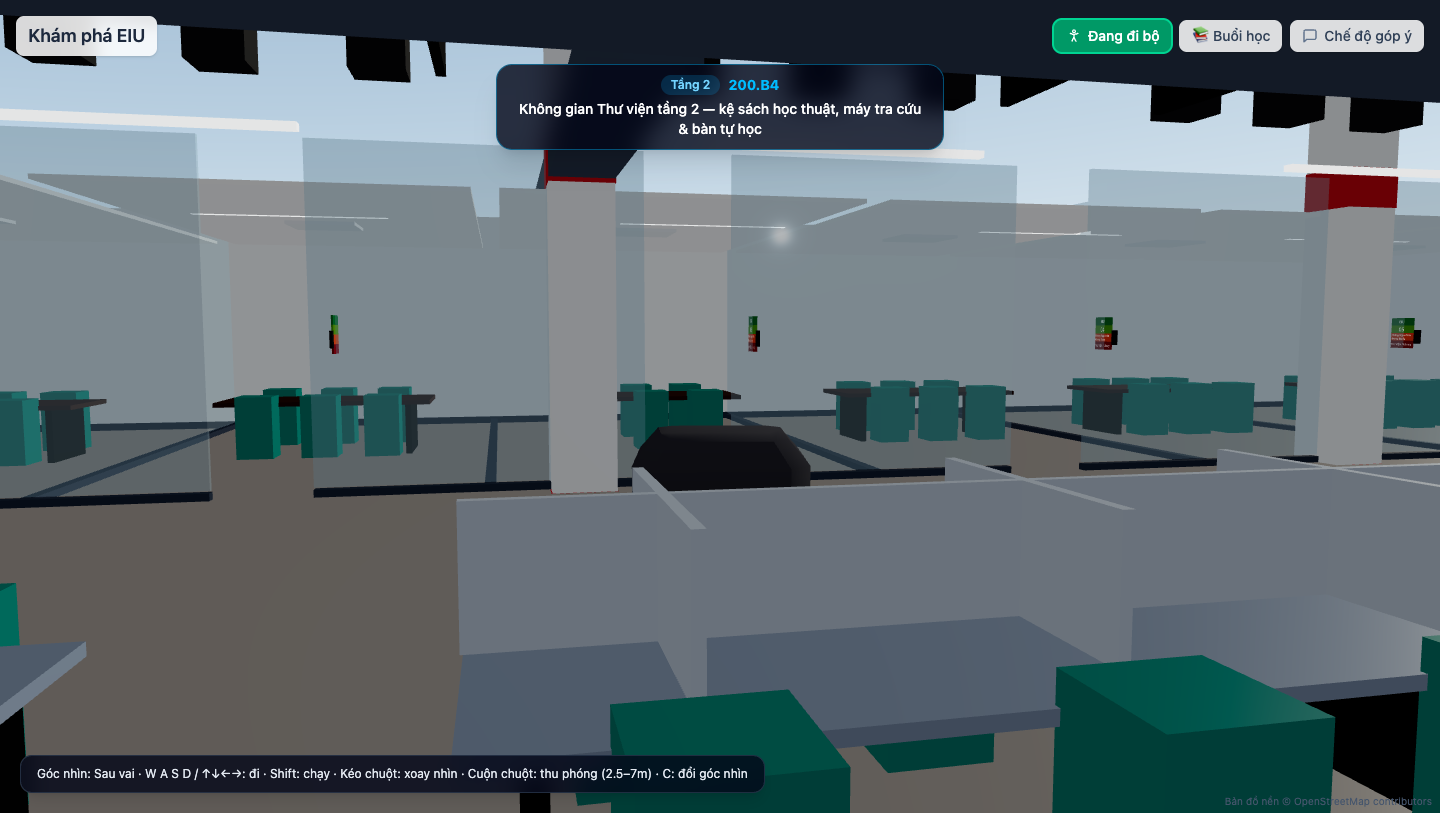 Khám phá EIU
Đang đi bộ
Buổi học
Chế độ góp ý
Tầng 2 200.B4
Không gian Thư viện tầng 2 — kệ sách học thuật, máy tra cứu
& bàn tự học
Góc nhìn: Sau vai · W A S D / ↑↓←→: đi · Shift: chạy · Kéo chuột: xoay nhìn · Cuộn chuột: thu phóng (2.5–7m) · C: đổi góc nhìn
Bản đồ nền © OpenStreetMap contributors